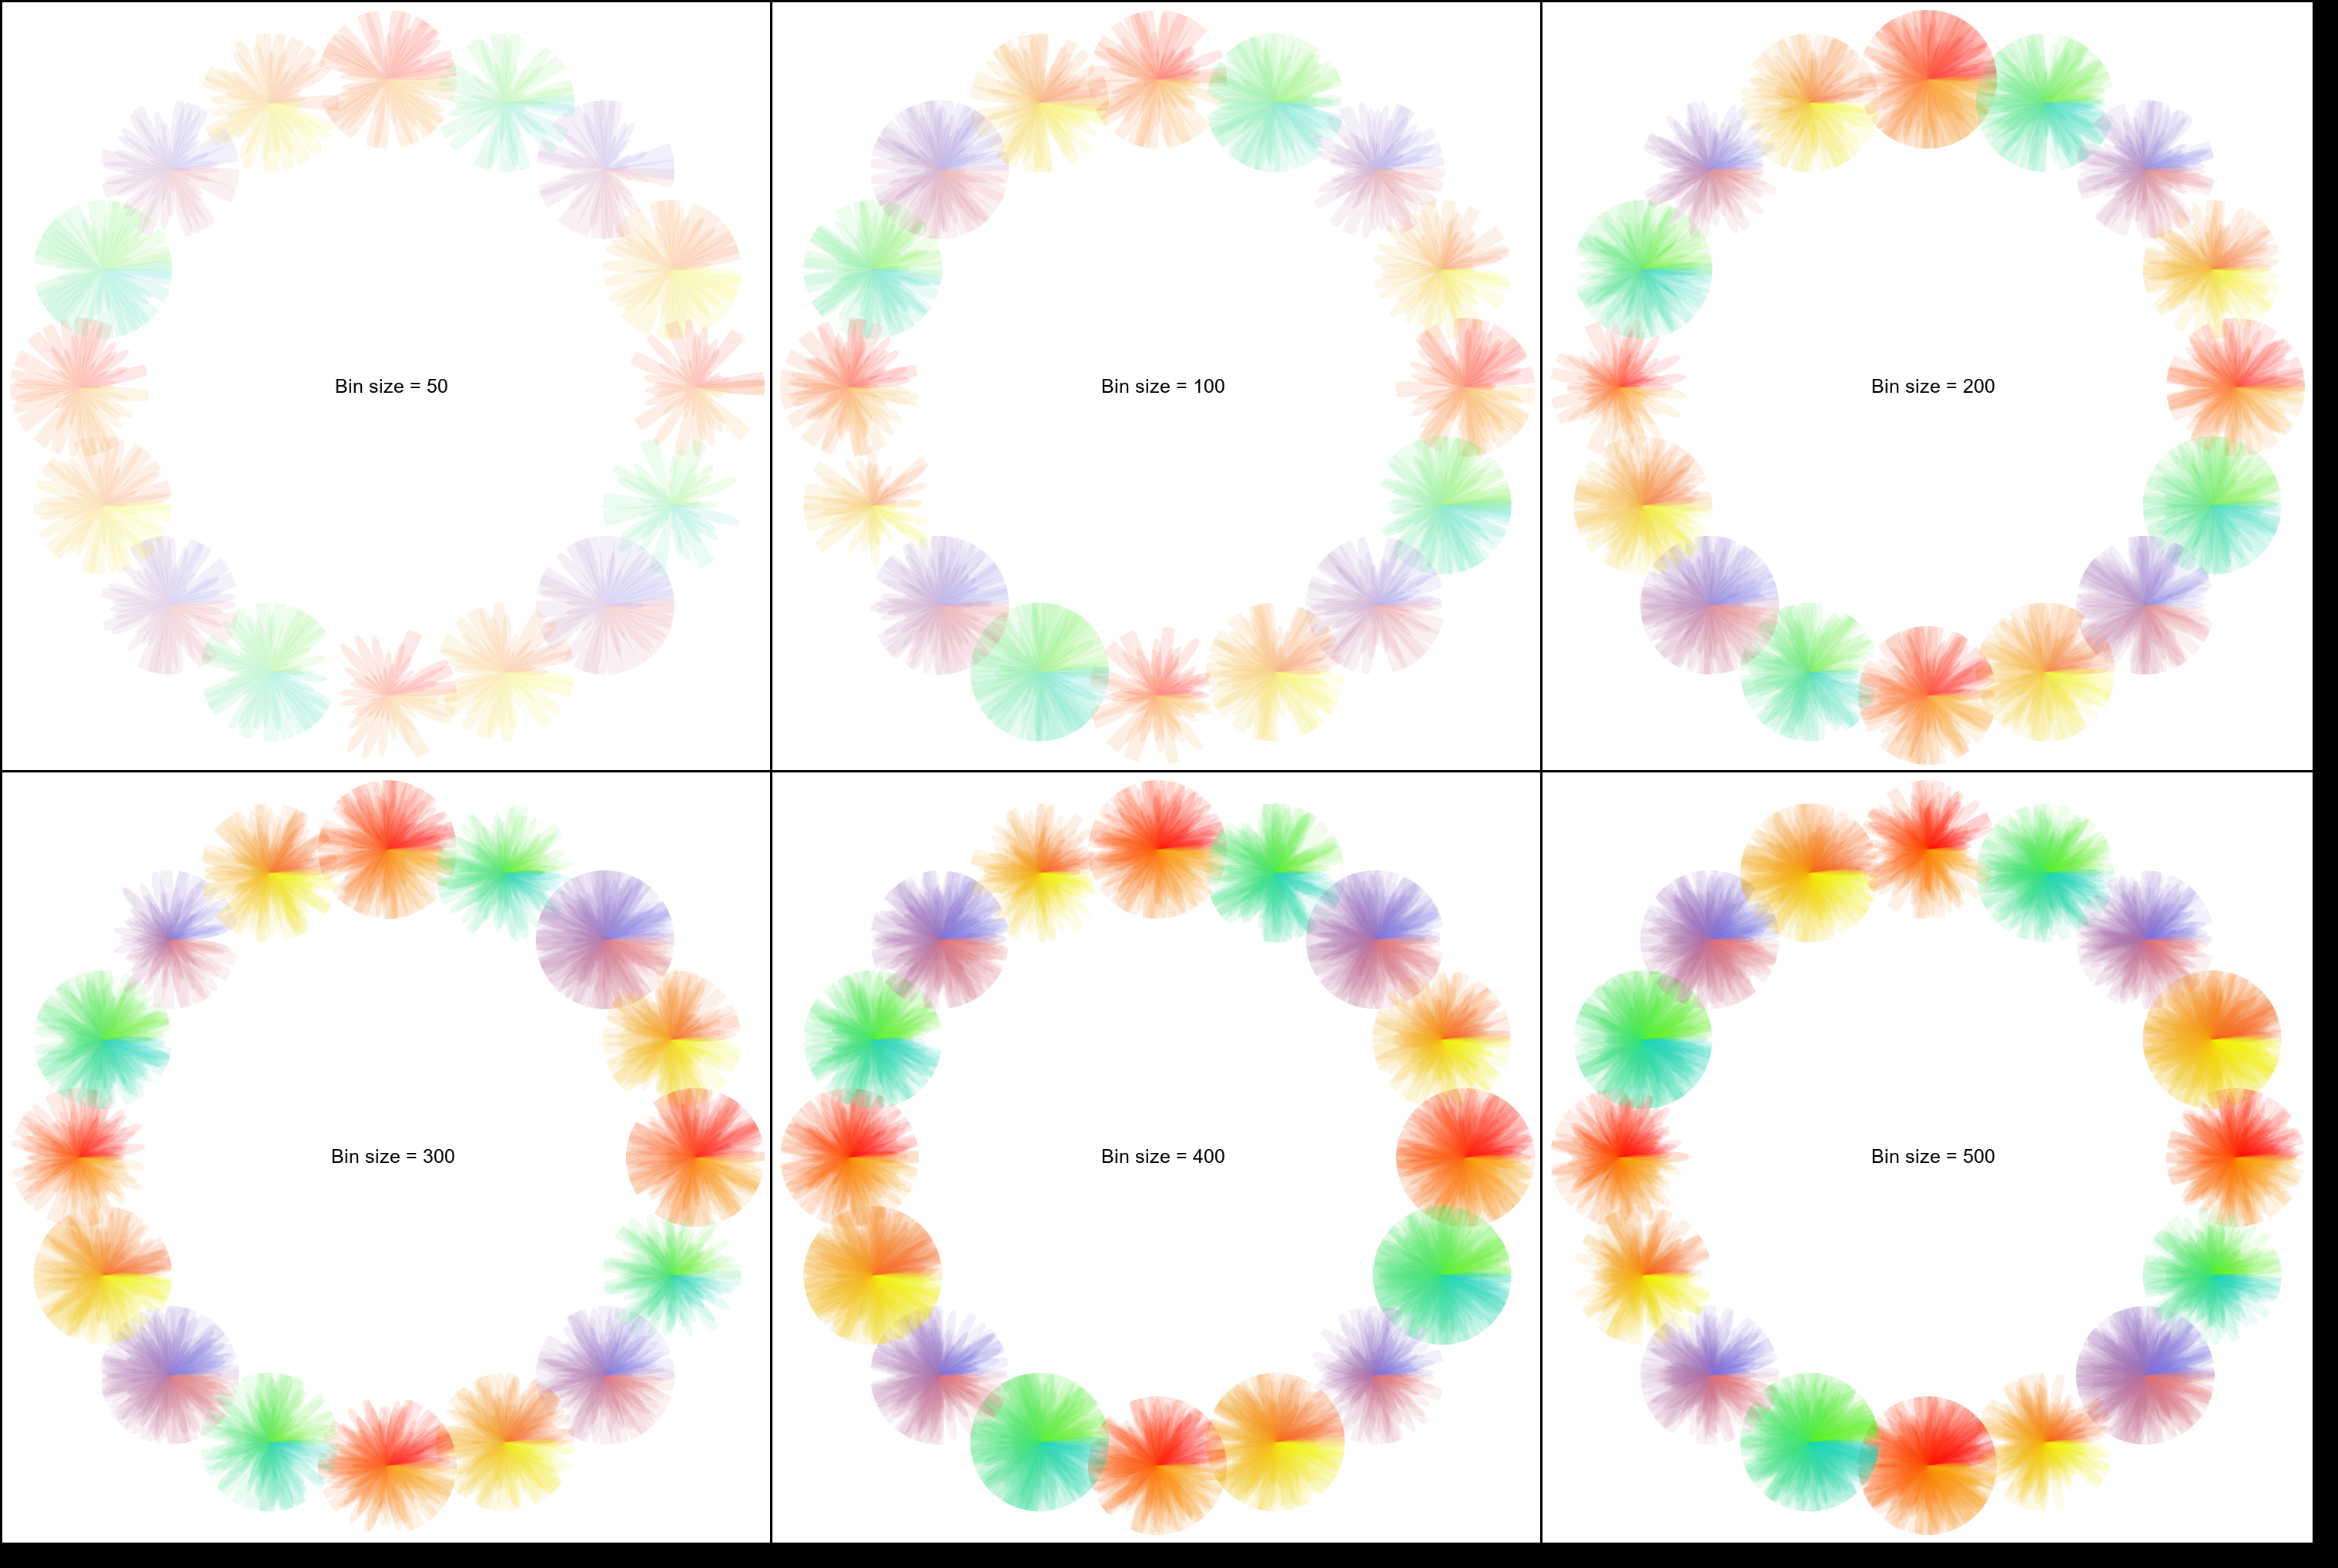 Bin size = 50
Bin size = 100
Bin size = 200
Bin size = 300
Bin size = 400
Bin size = 500